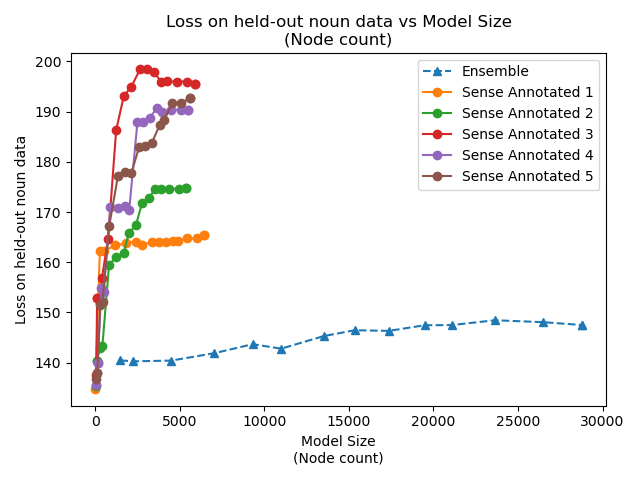 Loss on held-out noun data vs Model Size
(Node count)
Loss on held-out noun data
200
190
180
170
160
150
140
Ensemble
Sense Annotated 1
Sense Annotated 2
Sense Annotated 3
Sense Annotated 4
Sense Annotated 5
0 5000 10000 15000 20000 25000 30000
Model Size
(Node count)